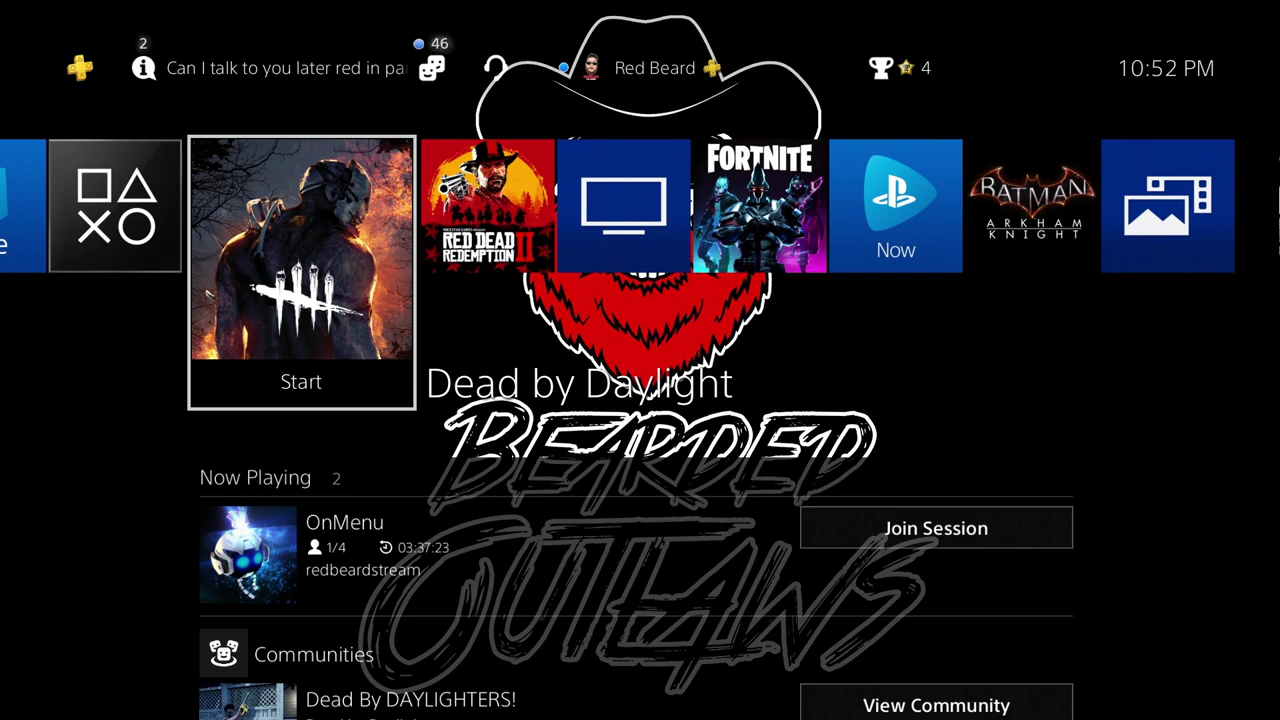 2
46
Can I talk to you later red in pa
Red Beard
4
10:52 PM
e
Start
RED DEAD
REDEMPTION II
FORTNITE
Now
BATMAN
ARKHAM
KNIGHT
Dead by Daylight
BEARDED
OUTLAWS
Now Playing 2
OnMenu
1/4 03:37:23
redbeardstream
Join Session
Communities
Dead By DAYLIGHTERS!
View Community